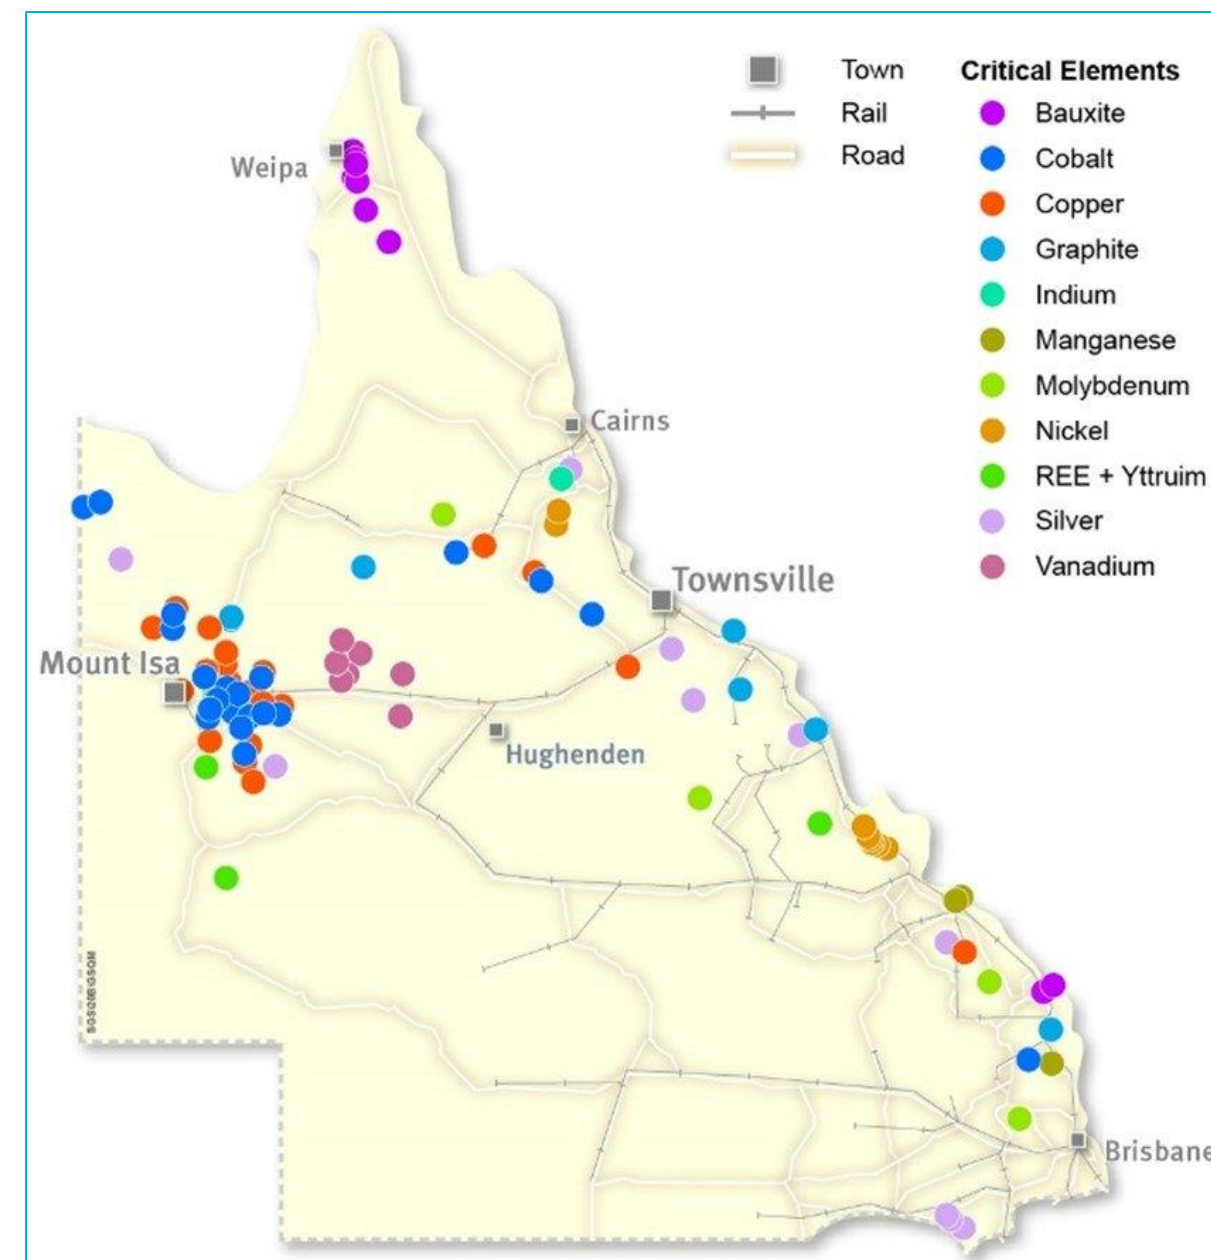 Town
Rail
Road
Critical Elements
Bauxite
Cobalt
Copper
Graphite
Indium
Manganese
Molybdenum
Nickel
REE + Yttruim
Silver
Vanadium
Weipa
Cairns
Townsville
Mount Isa
Hughenden
Brisbane